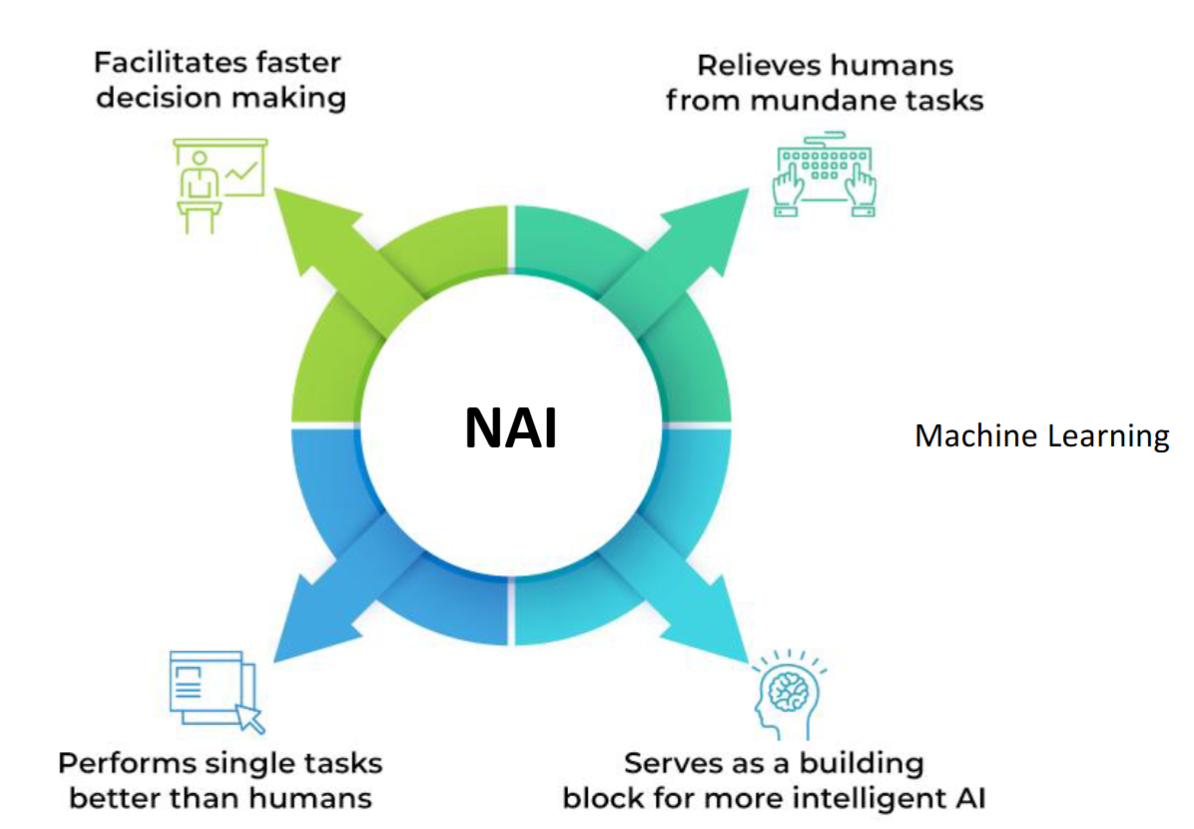 Facilitates faster
decision making
Relieves humans
from mundane tasks
NAI
Machine Learning
Performs single tasks
better than humans
Serves as a building
block for more intelligent AI